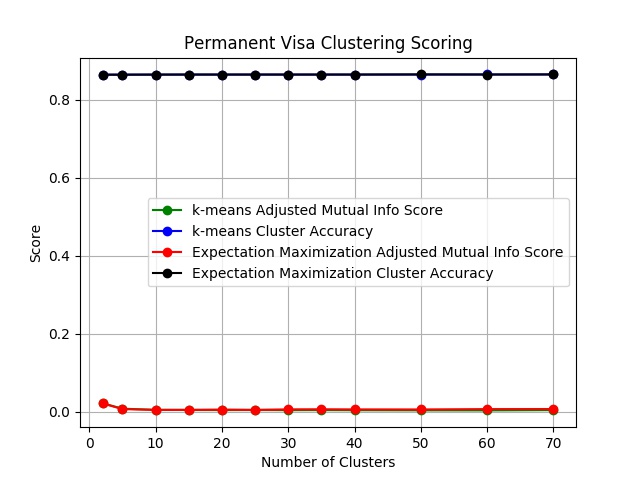 Permanent Visa Clustering Scoring
0.8
0.6
0.4
0.2
0.0
Score
k-means Adjusted Mutual Info Score
k-means Cluster Accuracy
Expectation Maximization Adjusted Mutual Info Score
Expectation Maximization Cluster Accuracy
0 10 20 30 40 50 60 70
Number of Clusters